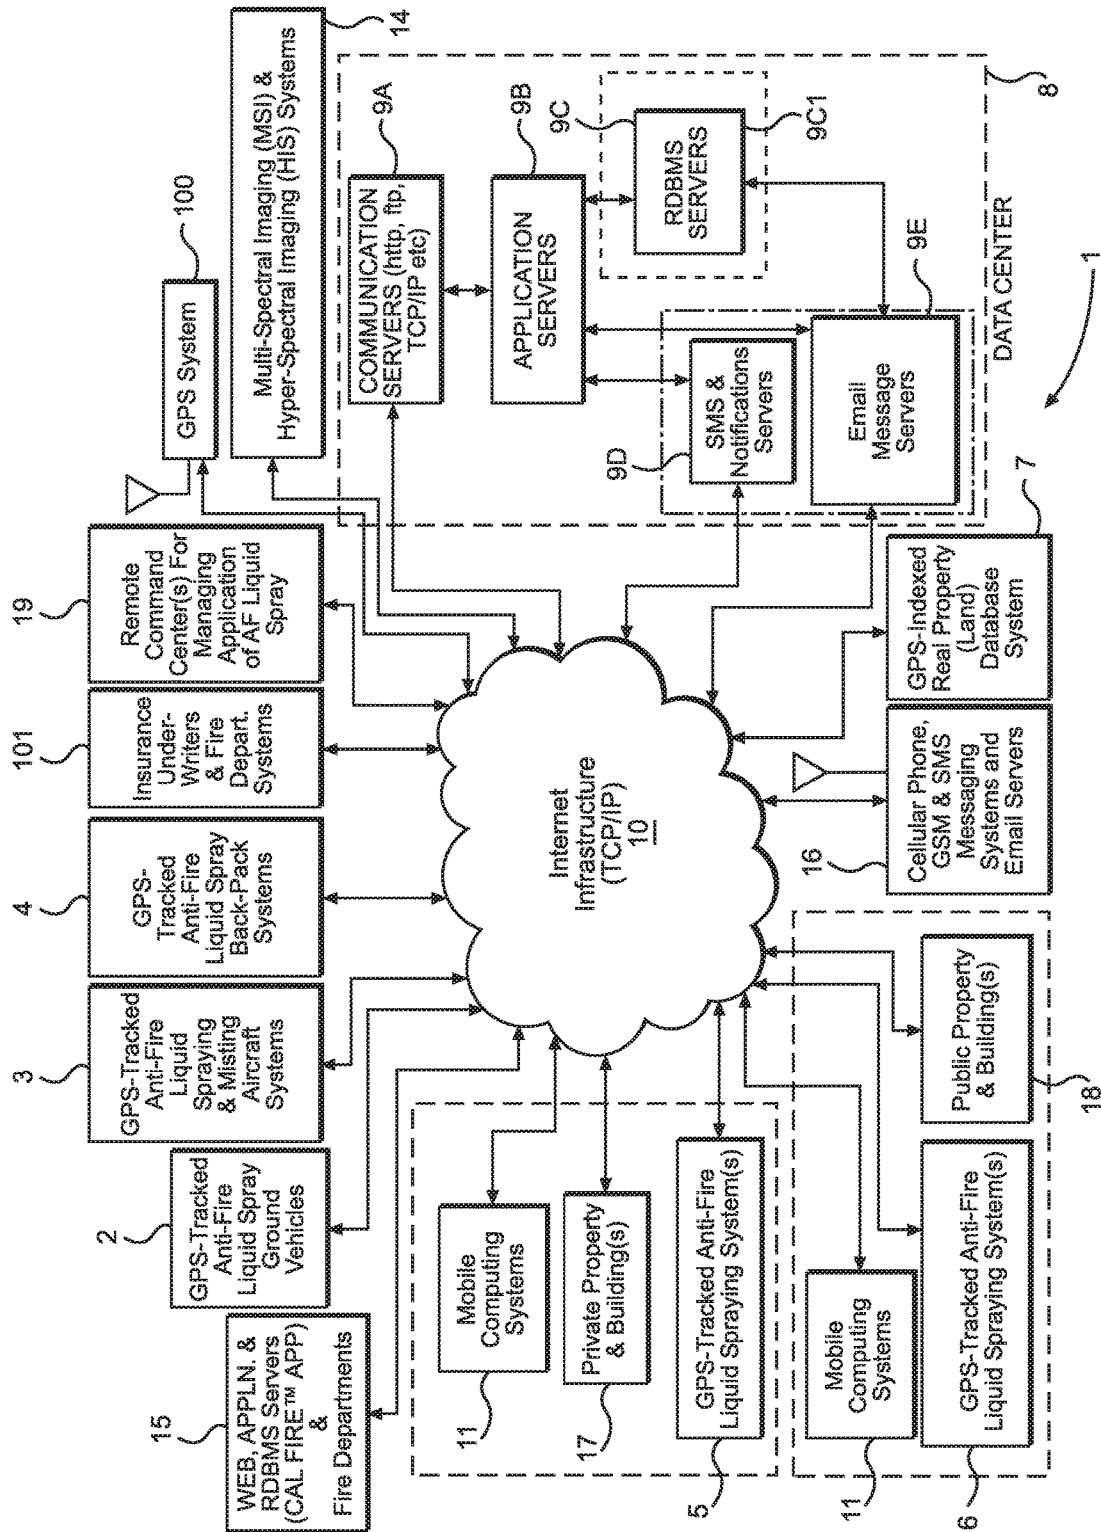 15
WEB, APPLN. &
RDBMS Servers
(CAL FIRE™ APP)
&
Fire Departments
2
GPS-Tracked
Anti-Fire
Liquid Spray
Ground
Vehicles
3
GPS-Tracked
Anti-Fire
Liquid
Spraying
& Misting
Aircraft
Systems
4
GPS-
Tracked
Anti-Fire
Liquid Spray
Back-Pack
Systems
101
Insurance
Under-
Writers
& Fire
Depart.
Systems
19
Remote
Command
Center(s) For
Managing
Application
of AF Liquid
Spray
GPS System
100
Multi-Spectral Imaging (MSI) &
Hyper-Spectral Imaging (HIS) Systems
14
COMMUNICATION
SERVERS (http, ftp,
TCP/IP etc)
9A
APPLICATION
SERVERS
9B
9C
RDBMS
SERVERS
9C1
9D
SMS &
Notifications
Servers
Email
Message
Servers
9E
DATA CENTER
8
1
Internet
Infrastructure
(TCP/IP)
10
Mobile
Computing
Systems
11
Private Property
& Building(s)
17
GPS-Tracked Anti-Fire
Liquid Spraying System(s)
5
Mobile
Computing
Systems
11
GPS-Tracked Anti-Fire
Liquid Spraying System(s)
6
Public Property
& Building(s)
18
16
Cellular Phone,
GSM & SMS
Messaging
Systems and
Email Servers
GPS-Indexed
Real Property
(Land)
Database
System
7